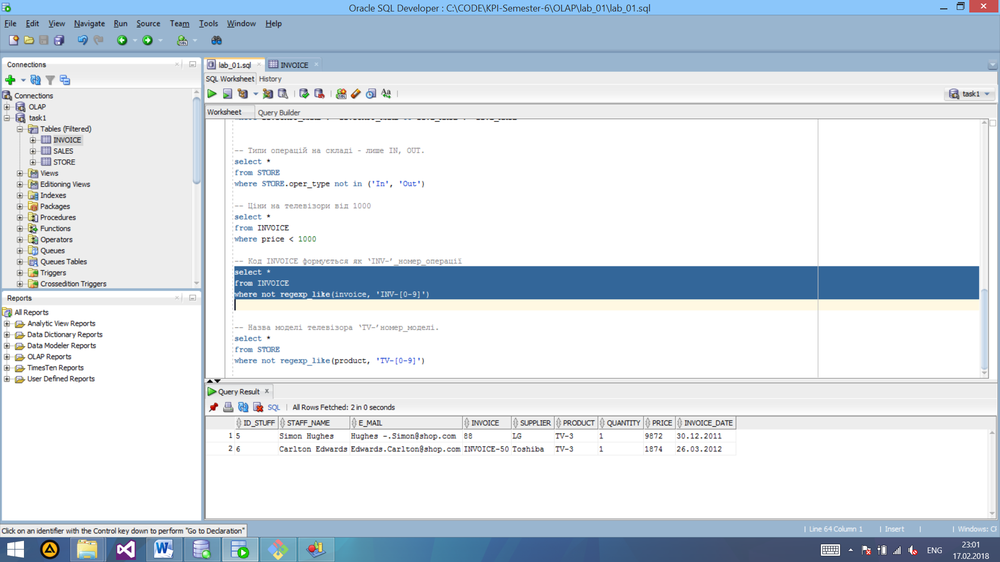 Oracle SQL Developer : C:\CODE\KPI-Semester-6\OLAP\lab_01\lab_01.sql
File Edit View Navigate Run Source Team Tools Window Help
Connections
Connections
OLAP
task1
Tables (Filtered)
INVOICE
SALES
STORE
Views
Editioning Views
Indexes
Packages
Procedures
Functions
Operators
Queues
Queues Tables
Triggers
Crossedition Triggers
Reports
All Reports
Analytic View Reports
Data Dictionary Reports
Data Modeler Reports
OLAP Reports
TimesTen Reports
User Defined Reports
lab_01.sql INVOICE
SQL Worksheet History
task1
Worksheet Query Builder
-- Типи операцій на складі - лише IN, OUT.
select *
from STORE
where STORE.oper_type not in ('In', 'Out')
-- Ціни на телевізори від 1000
select *
from INVOICE
where price < 1000
-- Код INVOICE формується як ‘INV-’_номер_операції
select *
from INVOICE
where not regexp_like(invoice, 'INV-[0-9]')
-- Назва моделі телевізора ‘TV-’номер_моделі.
select *
from STORE
where not regexp_like(product, 'TV-[0-9]')
Query Result
SQL | All Rows Fetched: 2 in 0 seconds
ID_STUFF STAFF_NAME E_MAIL INVOICE SUPPLIER PRODUCT QUANTITY PRICE INVOICE_DATE
1 5 Simon Hughes Hughes -.Simon@shop.com 88 LG TV-3 1 9872 30.12.2011
2 6 Carlton Edwards Edwards.Carlton@shop.com INVOICE-50 Toshiba TV-3 1 1874 26.03.2012
Click on an identifier with the Control key down to perform "Go to Declaration"
| Line 64 Column 1 | Insert | | Windows: CF
ENG
23:01
17.02.2018